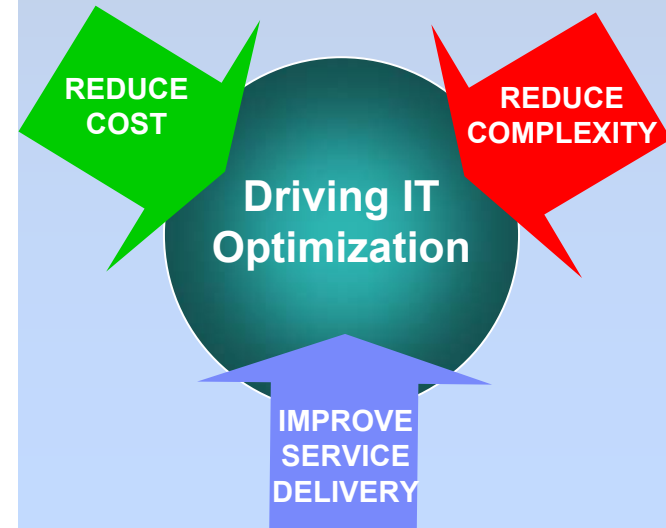 REDUCE
COST
REDUCE
COMPLEXITY
Driving IT
Optimization
IMPROVE
SERVICE
DELIVERY